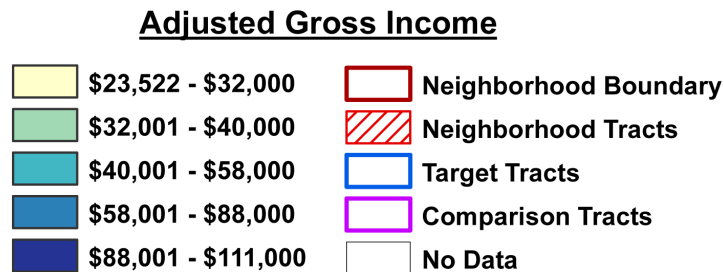 Adjusted Gross Income
$23,522 - $32,000
$32,001 - $40,000
$40,001 - $58,000
$58,001 - $88,000
$88,001 - $111,000
Neighborhood Boundary
Neighborhood Tracts
Target Tracts
Comparison Tracts
No Data